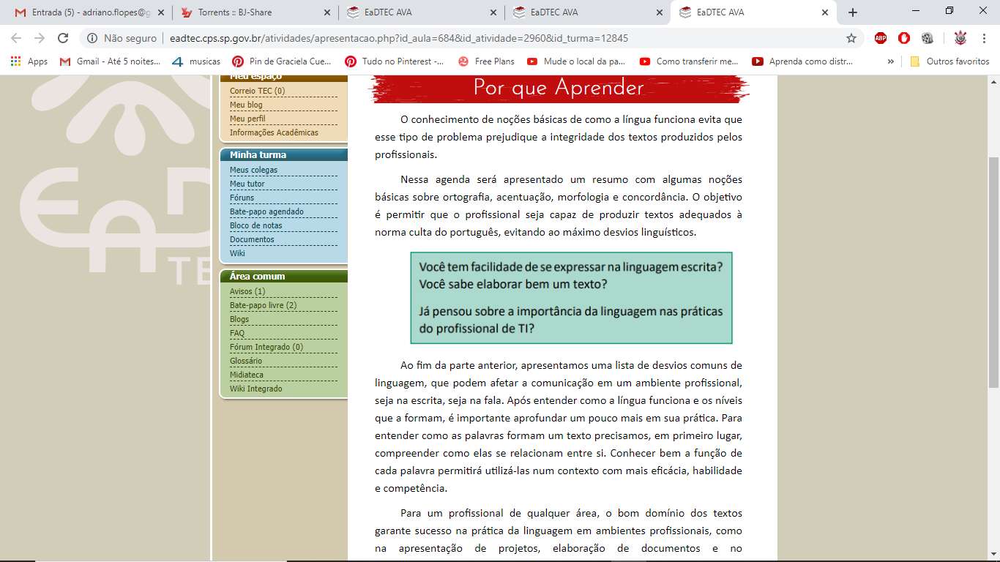 Entrada (5) - adriano.flopes@g
Torrents :: BJ-Share
EaDTEC AVA
EaDTEC AVA
EaDTEC AVA
Não seguro
eadtec.cps.sp.gov.br/atividades/apresentacao.php?id_aula=684&id_atividade=2960&id_turma=12845
ABP
Apps
Gmail - Até 5 noites...
musicas
Pin de Graciela Cue...
Tudo no Pinterest -...
Free Plans
Mude o local da pa...
Como transferir me...
Aprenda como distr...
»
Outros favoritos
EaD
TE
Meu espaço
Correio TEC (0)
Meu blog
Meu perfil
Informações Acadêmicas
Minha turma
Meus colegas
Meu tutor
Fóruns
Bate-papo agendado
Bloco de notas
Documentos
Wiki
Área comum
Avisos (1)
Bate-papo livre (2)
Blogs
FAQ
Fórum Integrado (0)
Glossário
Midiateca
Wiki Integrado
Por que Aprender
O conhecimento de noções básicas de como a língua funciona evita que
esse tipo de problema prejudique a integridade dos textos produzidos pelos
profissionais.
Nessa agenda será apresentado um resumo com algumas noções
básicas sobre ortografia, acentuação, morfologia e concordância. O objetivo
é permitir que o profissional seja capaz de produzir textos adequados à
norma culta do português, evitando ao máximo desvios linguísticos.
Você tem facilidade de se expressar na linguagem escrita?
Você sabe elaborar bem um texto?
Já pensou sobre a importância da linguagem nas práticas
do profissional de TI?
Ao fim da parte anterior, apresentamos uma lista de desvios comuns de
linguagem, que podem afetar a comunicação em um ambiente profissional,
seja na escrita, seja na fala. Após entender como a língua funciona e os níveis
que a formam, é importante aprofundar um pouco mais em sua prática. Para
entender como as palavras formam um texto precisamos, em primeiro lugar,
compreender como elas se relacionam entre si. Conhecer bem a função de
cada palavra permitirá utilizá-las num contexto com mais eficácia, habilidade
e competência.
Para um profissional de qualquer área, o bom domínio dos textos
garante sucesso na prática da linguagem em ambientes profissionais, como
na apresentação de projetos, elaboração de documentos e no